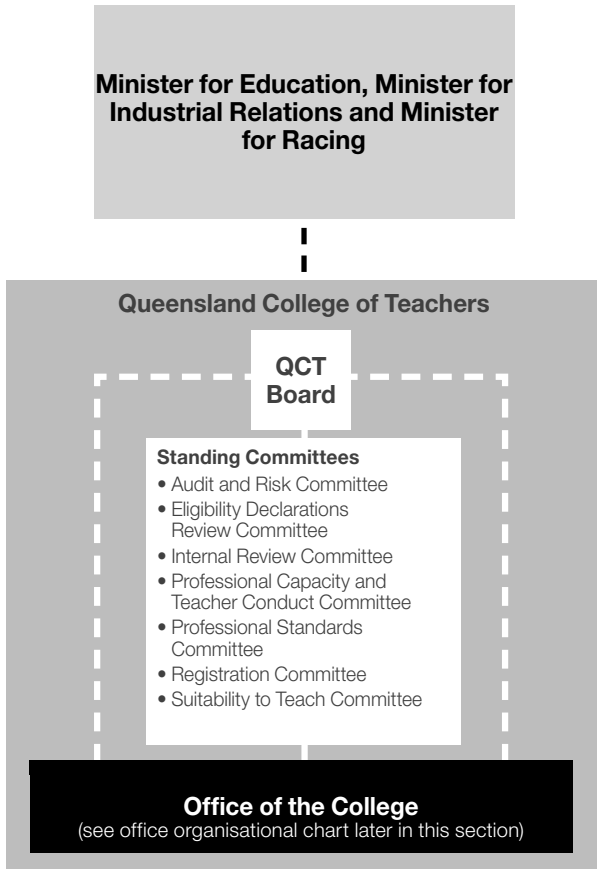 Minister for Education, Minister for
Industrial Relations and Minister
for Racing
Queensland College of Teachers
QCT
Board
Standing Committees
• Audit and Risk Committee
• Eligibility Declarations
Review Committee
• Internal Review Committee
• Professional Capacity and
Teacher Conduct Committee
• Professional Standards
Committee
• Registration Committee
• Suitability to Teach Committee
Office of the College
(see office organisational chart later in this section)